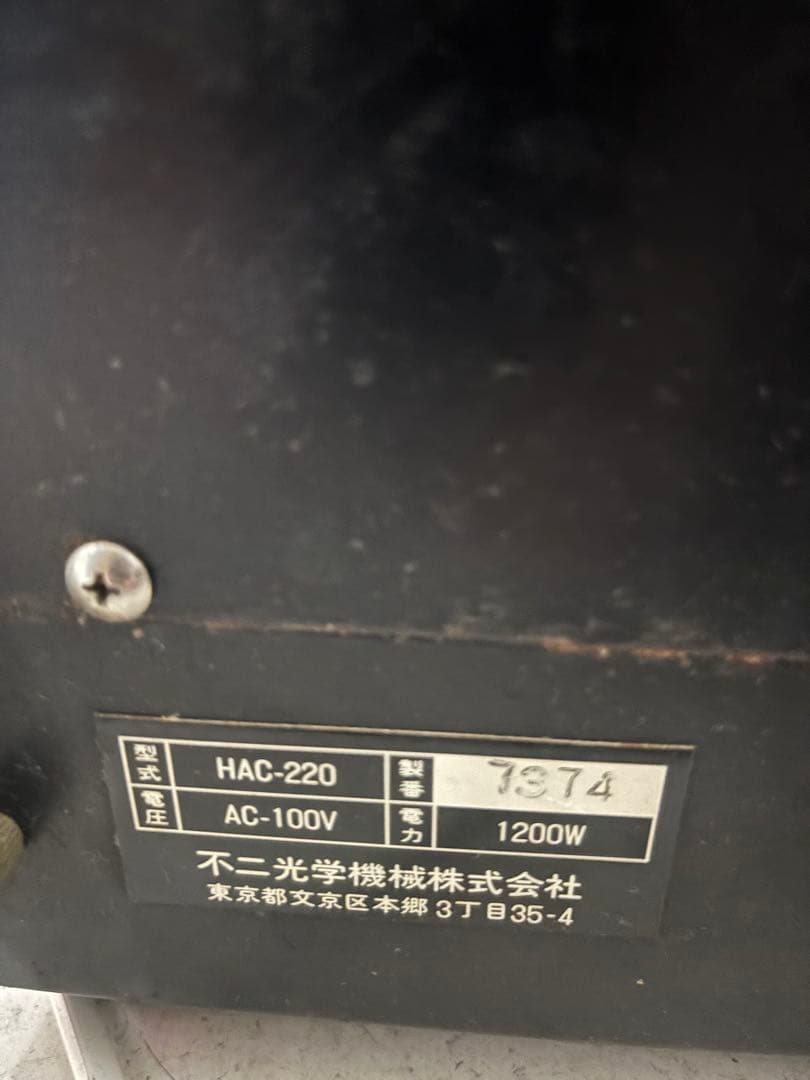 型式 HAC-220 製番 7374
電圧 AC-100V 電力 1200W
不二光学機械株式会社
東京都文京区本郷3丁目35-4